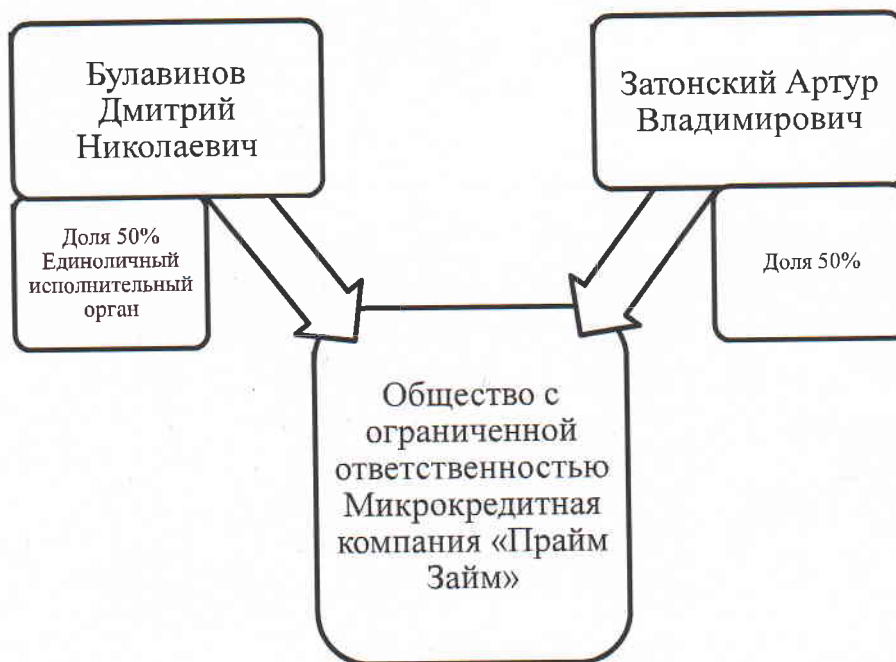 Булавинов
Дмитрий
Николаевич
Доля 50%
Единоличный
исполнительный
орган
Затонский Артур
Владимирович
Доля 50%
Общество с
ограниченной
ответственностью
Микрокредитная
компания «Прайм
Займ»